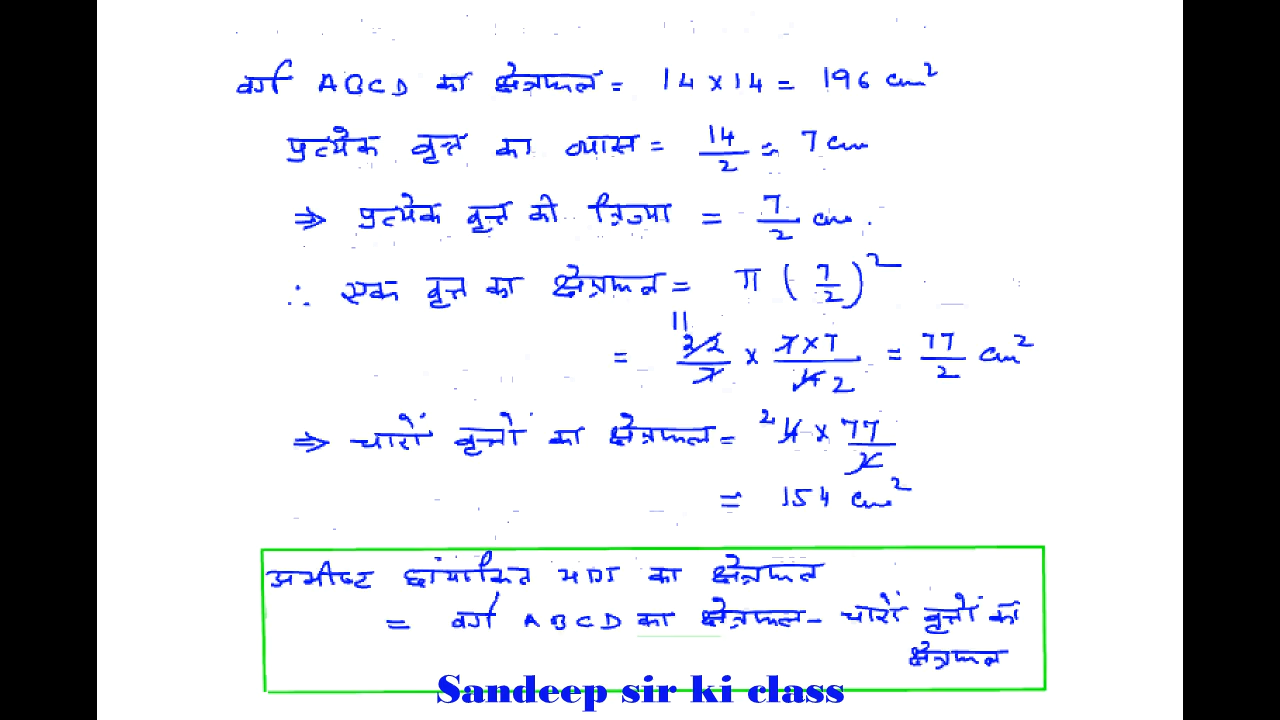 वर्ग ABCD का क्षेत्रफल = 14 × 14 = 196 cm²
प्रत्येक वृत्त का व्यास = 14/2 = 7 cm
⇒ प्रत्येक वृत्त की त्रिज्या = 7/2 cm.
∴ एक वृत्त का क्षेत्रफल = π (7/2)²
= 22/7 × 7×7/4 = 77/2 cm² 11 2
⇒ चारों वृत्तों का क्षेत्रफल = 4 × 77/2 2
= 154 cm²
अभीष्ट छायांकित भाग का क्षेत्रफल
= वर्ग ABCD का क्षेत्रफल - चारों वृत्तों का
क्षेत्रफल
Sandeep sir ki class